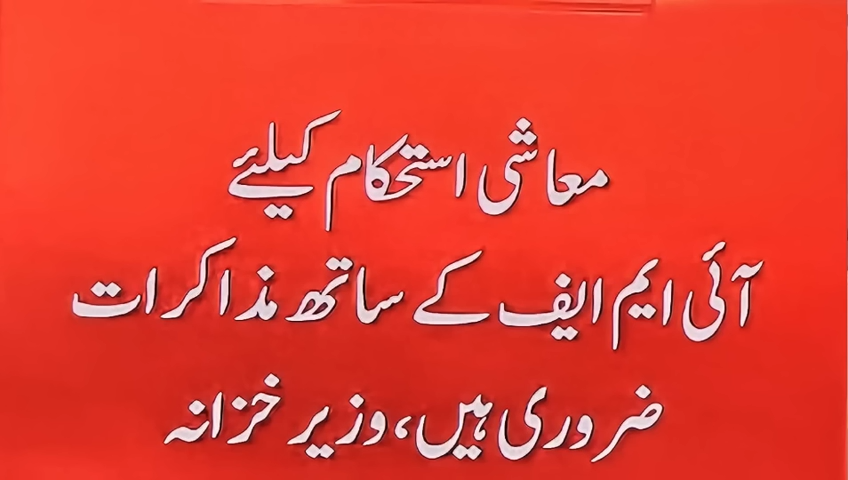 معاشی استحکام کیلئے
آئی ایم ایف کے ساتھ مذاکرات
ضروری ہیں، وزیر خزانہ